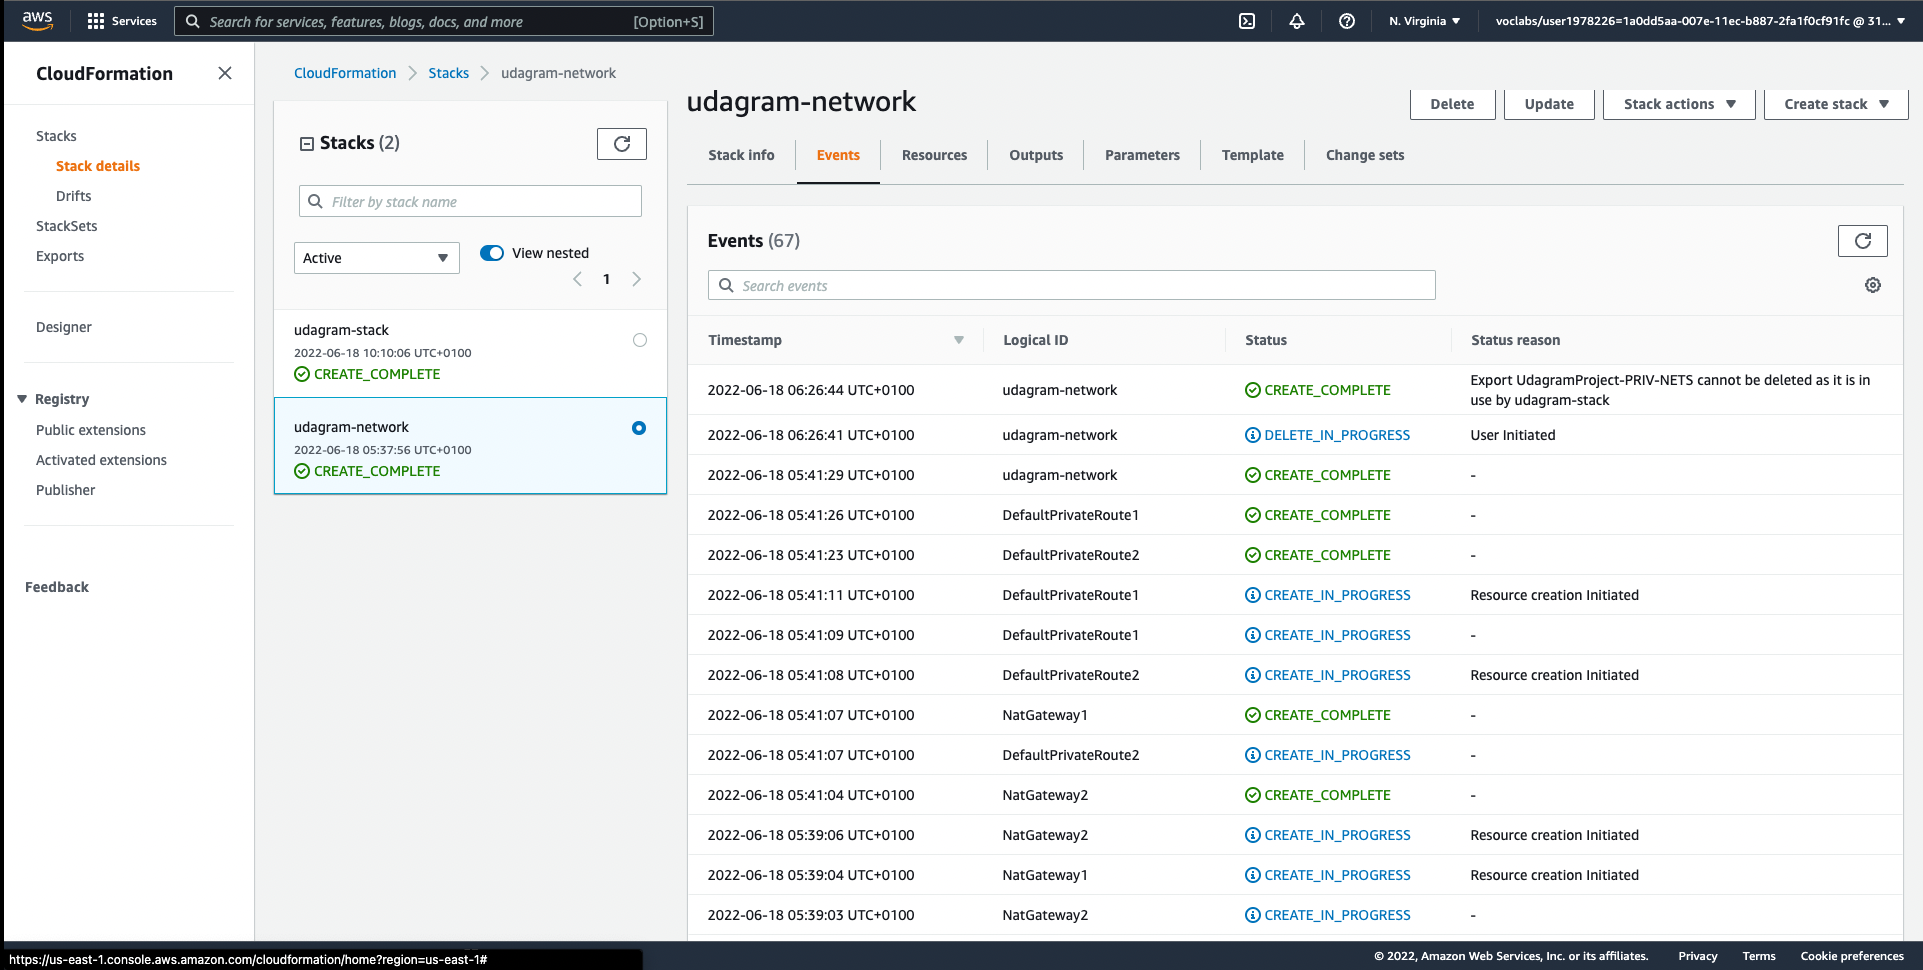 aws
Services
Search for services, features, blogs, docs, and more
[Option+S]
N. Virginia
voclabs/user1978226=1a0dd5aa-007e-11ec-b887-2fa1f0cf91fc @ 31...
CloudFormation
Stacks
Stack details
Drifts
StackSets
Exports
Designer
Registry
Public extensions
Activated extensions
Publisher
Feedback
CloudFormation
Stacks
udagram-network
Stacks (2)
Filter by stack name
Active
View nested
1
udagram-stack
2022-06-18 10:10:06 UTC+0100
CREATE_COMPLETE
udagram-network
2022-06-18 05:37:56 UTC+0100
CREATE_COMPLETE
udagram-network
Delete
Update
Stack actions
Create stack
Stack info
Events
Resources
Outputs
Parameters
Template
Change sets
Events (67)
Search events
Timestamp Logical ID Status Status reason
2022-06-18 06:26:44 UTC+0100 udagram-network CREATE_COMPLETE Export UdagramProject-PRIV-NETS cannot be deleted as it is in
use by udagram-stack
2022-06-18 06:26:41 UTC+0100 udagram-network DELETE_IN_PROGRESS User Initiated
2022-06-18 05:41:29 UTC+0100 udagram-network CREATE_COMPLETE -
2022-06-18 05:41:26 UTC+0100 DefaultPrivateRoute1 CREATE_COMPLETE -
2022-06-18 05:41:23 UTC+0100 DefaultPrivateRoute2 CREATE_COMPLETE -
2022-06-18 05:41:11 UTC+0100 DefaultPrivateRoute1 CREATE_IN_PROGRESS Resource creation Initiated
2022-06-18 05:41:09 UTC+0100 DefaultPrivateRoute1 CREATE_IN_PROGRESS -
2022-06-18 05:41:08 UTC+0100 DefaultPrivateRoute2 CREATE_IN_PROGRESS Resource creation Initiated
2022-06-18 05:41:07 UTC+0100 NatGateway1 CREATE_COMPLETE -
2022-06-18 05:41:07 UTC+0100 DefaultPrivateRoute2 CREATE_IN_PROGRESS -
2022-06-18 05:41:04 UTC+0100 NatGateway2 CREATE_COMPLETE -
2022-06-18 05:39:06 UTC+0100 NatGateway2 CREATE_IN_PROGRESS Resource creation Initiated
2022-06-18 05:39:04 UTC+0100 NatGateway1 CREATE_IN_PROGRESS Resource creation Initiated
2022-06-18 05:39:03 UTC+0100 NatGateway2 CREATE_IN_PROGRESS -
https://us-east-1.console.aws.amazon.com/cloudformation/home?region=us-east-1#
© 2022, Amazon Web Services, Inc. or its affiliates.
Privacy
Terms
Cookie preferences